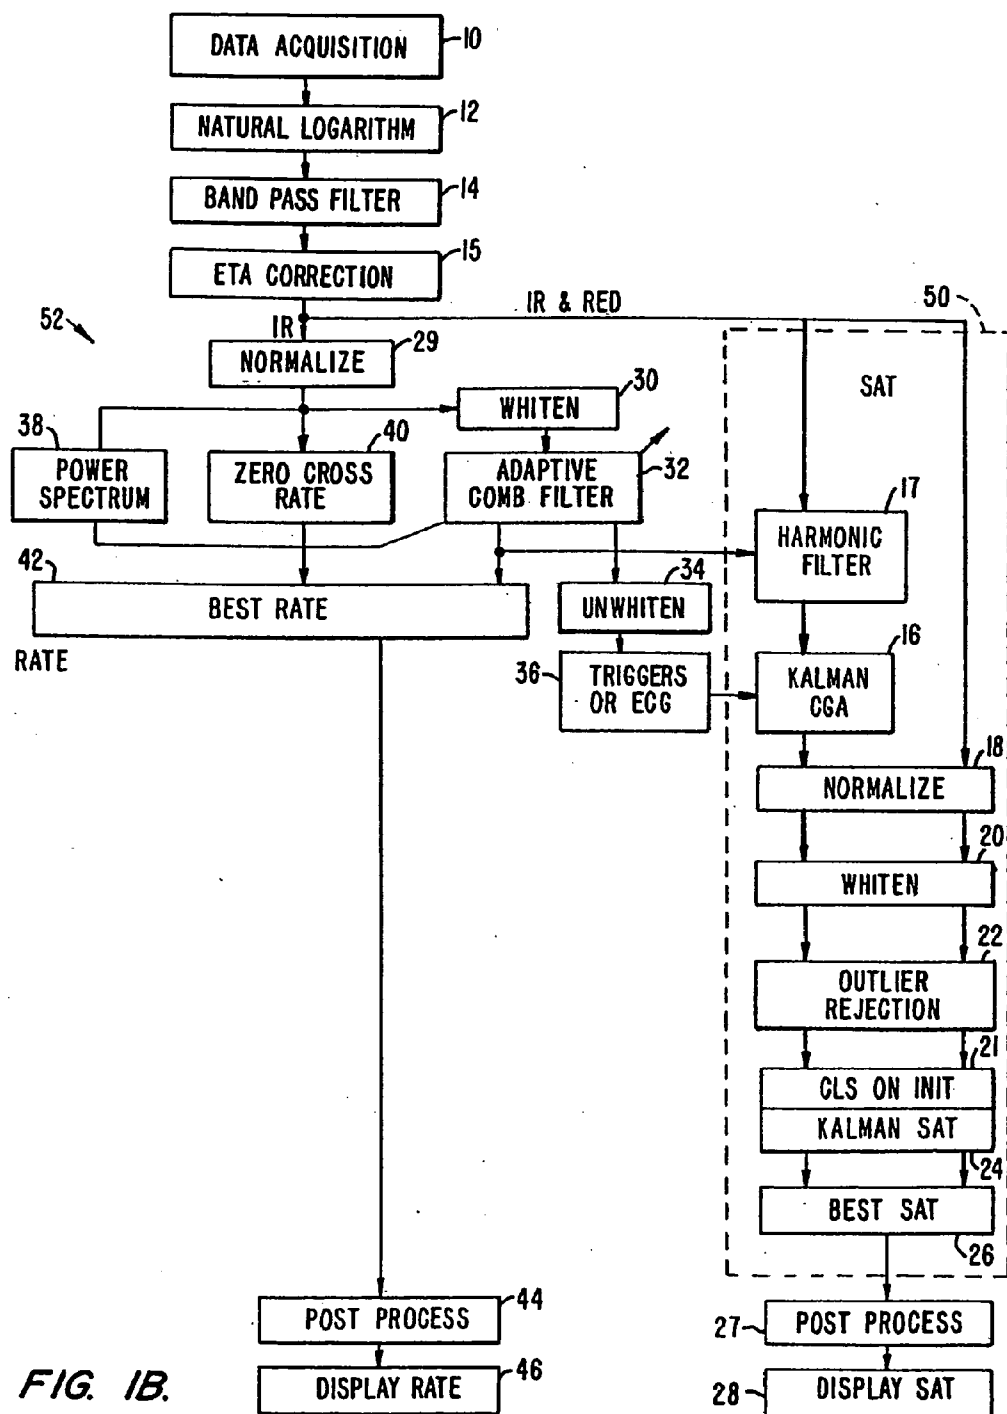 DATA ACQUISITION
10
NATURAL LOGARITHM
12
BAND PASS FILTER
14
ETA CORRECTION
15
IR & RED
50
52
IR
NORMALIZE
29
SAT
WHITEN
30
38
POWER
SPECTRUM
40
ZERO CROSS
RATE
ADAPTIVE
COMB FILTER
32
17
HARMONIC
FILTER
42
BEST RATE
34
UNWHITEN
RATE
36
TRIGGERS
OR ECG
16
KALMAN
CGA
18
NORMALIZE
20
WHITEN
22
OUTLIER
REJECTION
21
CLS ON INIT
KALMAN SAT
24
BEST SAT
26
POST PROCESS
44
27
POST PROCESS
DISPLAY RATE
46
28
DISPLAY SAT
FIG. 1B.